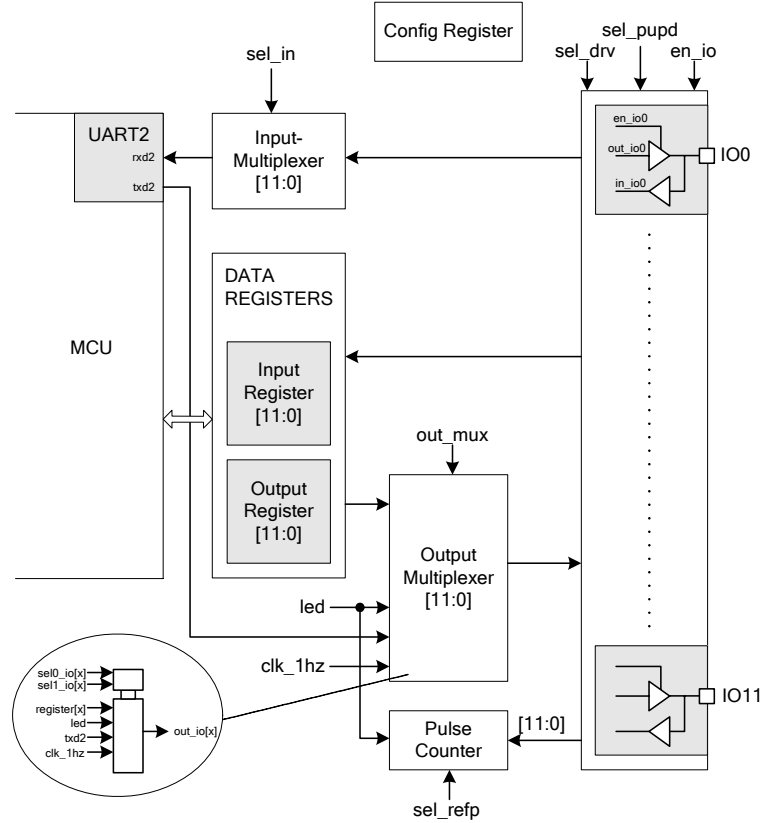 Config Register
sel_pupd
sel_in
sel_drv
en_io
UART2
rxd2
txd2
Input-
Multiplexer
[11:0]
en_io0
out_io0
in_io0
IO0
DATA
REGISTERS
MCU
Input
Register
[11:0]
out_mux
Output
Register
[11:0]
Output
Multiplexer
[11:0]
led
clk_1hz
sel0_io[x]
sel1_io[x]
register[x]
led
txd2
clk_1hz
out_io[x]
IO11
Pulse
Counter
[11:0]
sel_refp